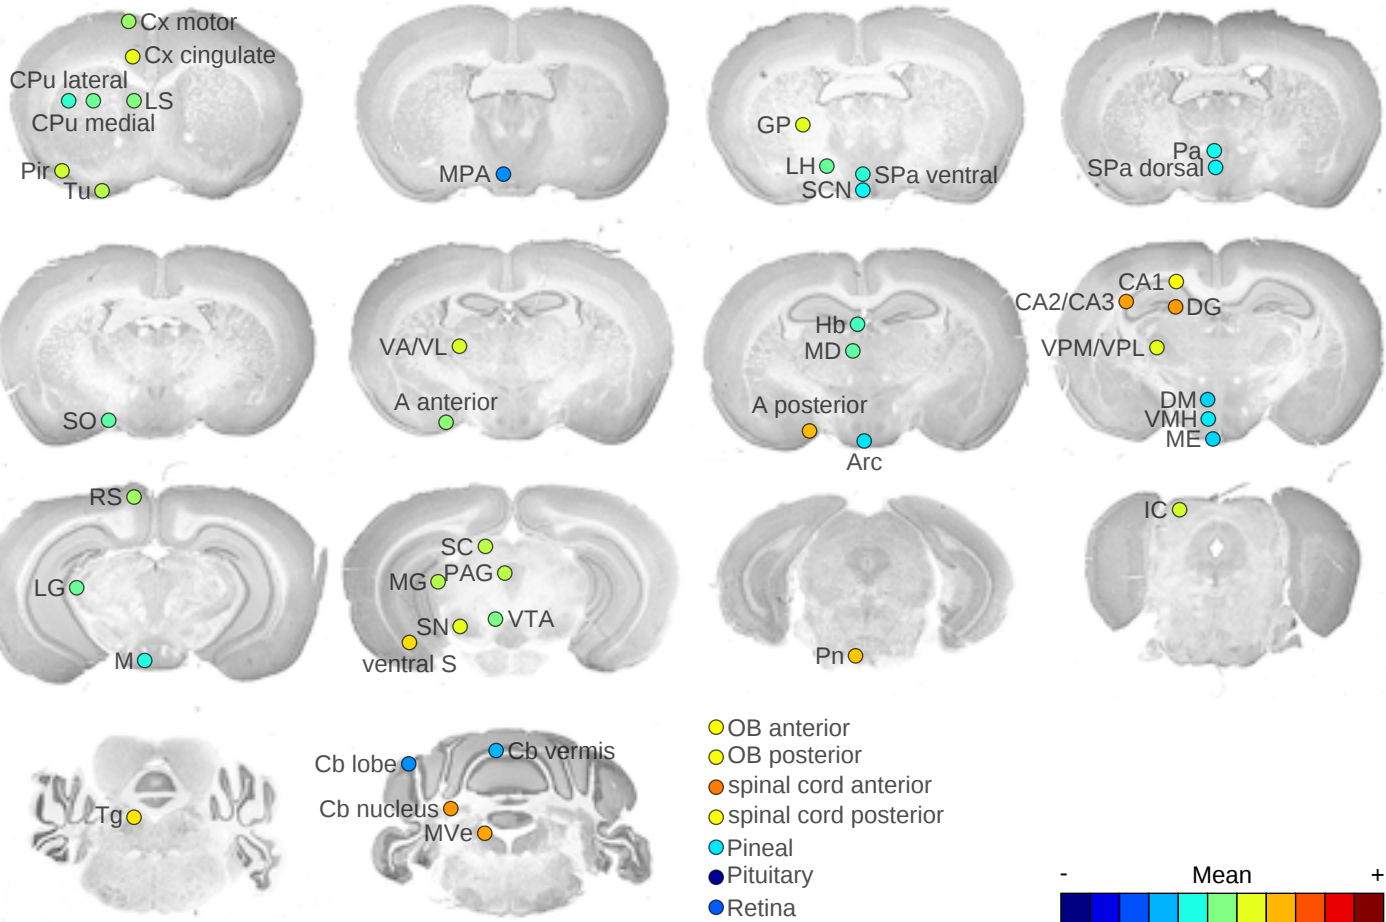 Cx motor
Cx cingulate
CPu lateral
LS
CPu medial
Pir
Tu
MPA
GP
LH
SPa ventral
SCN
Pa
SPa dorsal
SO
VA/VL
A anterior
Hb
MD
A posterior
Arc
CA1
CA2/CA3
DG
VPM/VPL
DM
VMH
ME
RS
LG
M
SC
PAG
MG
VTA
SN
ventral S
Pn
IC
Tg
Cb lobe
Cb vermis
Cb nucleus
MVe
OB anterior
OB posterior
spinal cord anterior
spinal cord posterior
Pineal
Pituitary
Retina
- Mean +